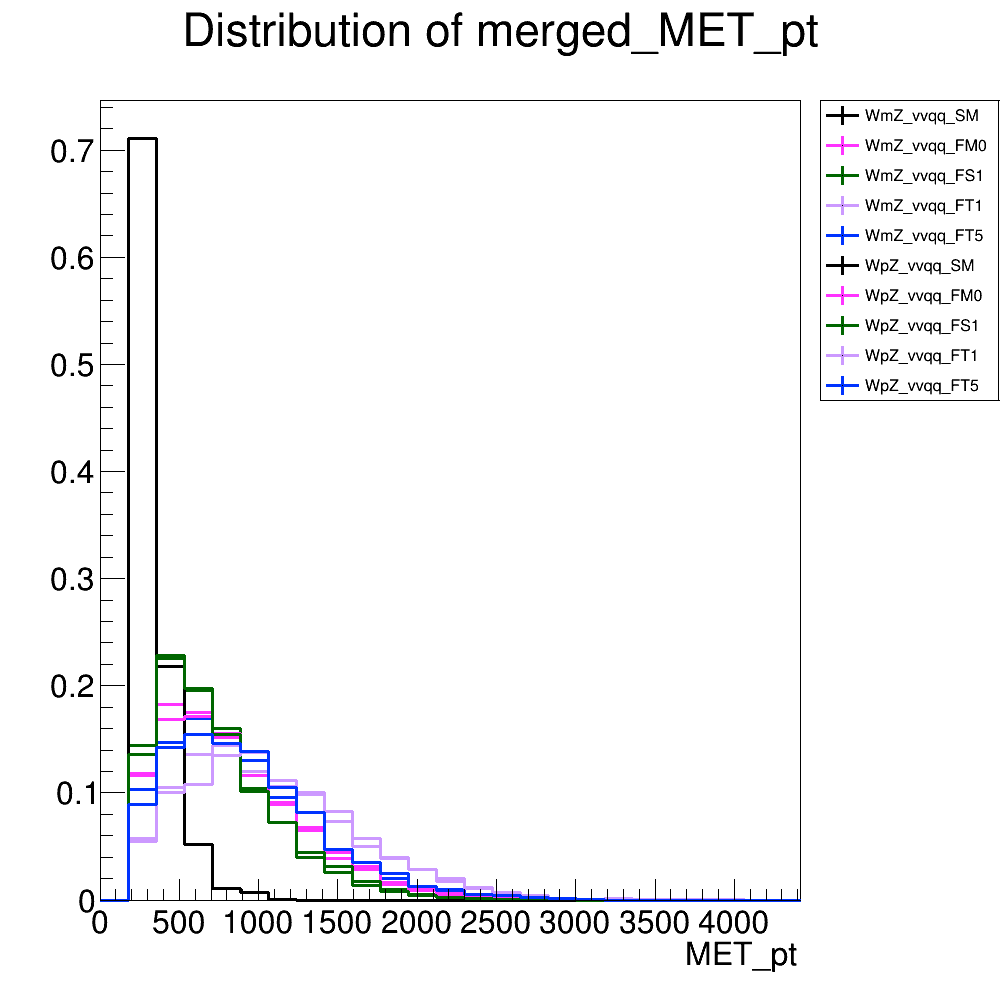 Distribution of merged_MET_pt
WmZ_vvqq_SM
WmZ_vvqq_FM0
WmZ_vvqq_FS1
WmZ_vvqq_FT1
WmZ_vvqq_FT5
WpZ_vvqq_SM
WpZ_vvqq_FM0
WpZ_vvqq_FS1
WpZ_vvqq_FT1
WpZ_vvqq_FT5
0.7
0.6
0.5
0.4
0.3
0.2
0.1
0
0 500 1000 1500 2000 2500 3000 3500 4000
MET_pt